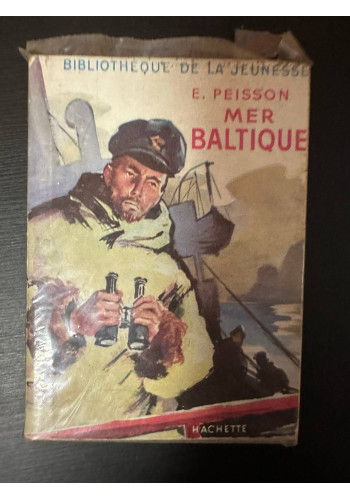 BIBLIOTHÈQUE DE LA JEUNESSE
E. PEISSON
MER
BALTIQUE
HACHETTE